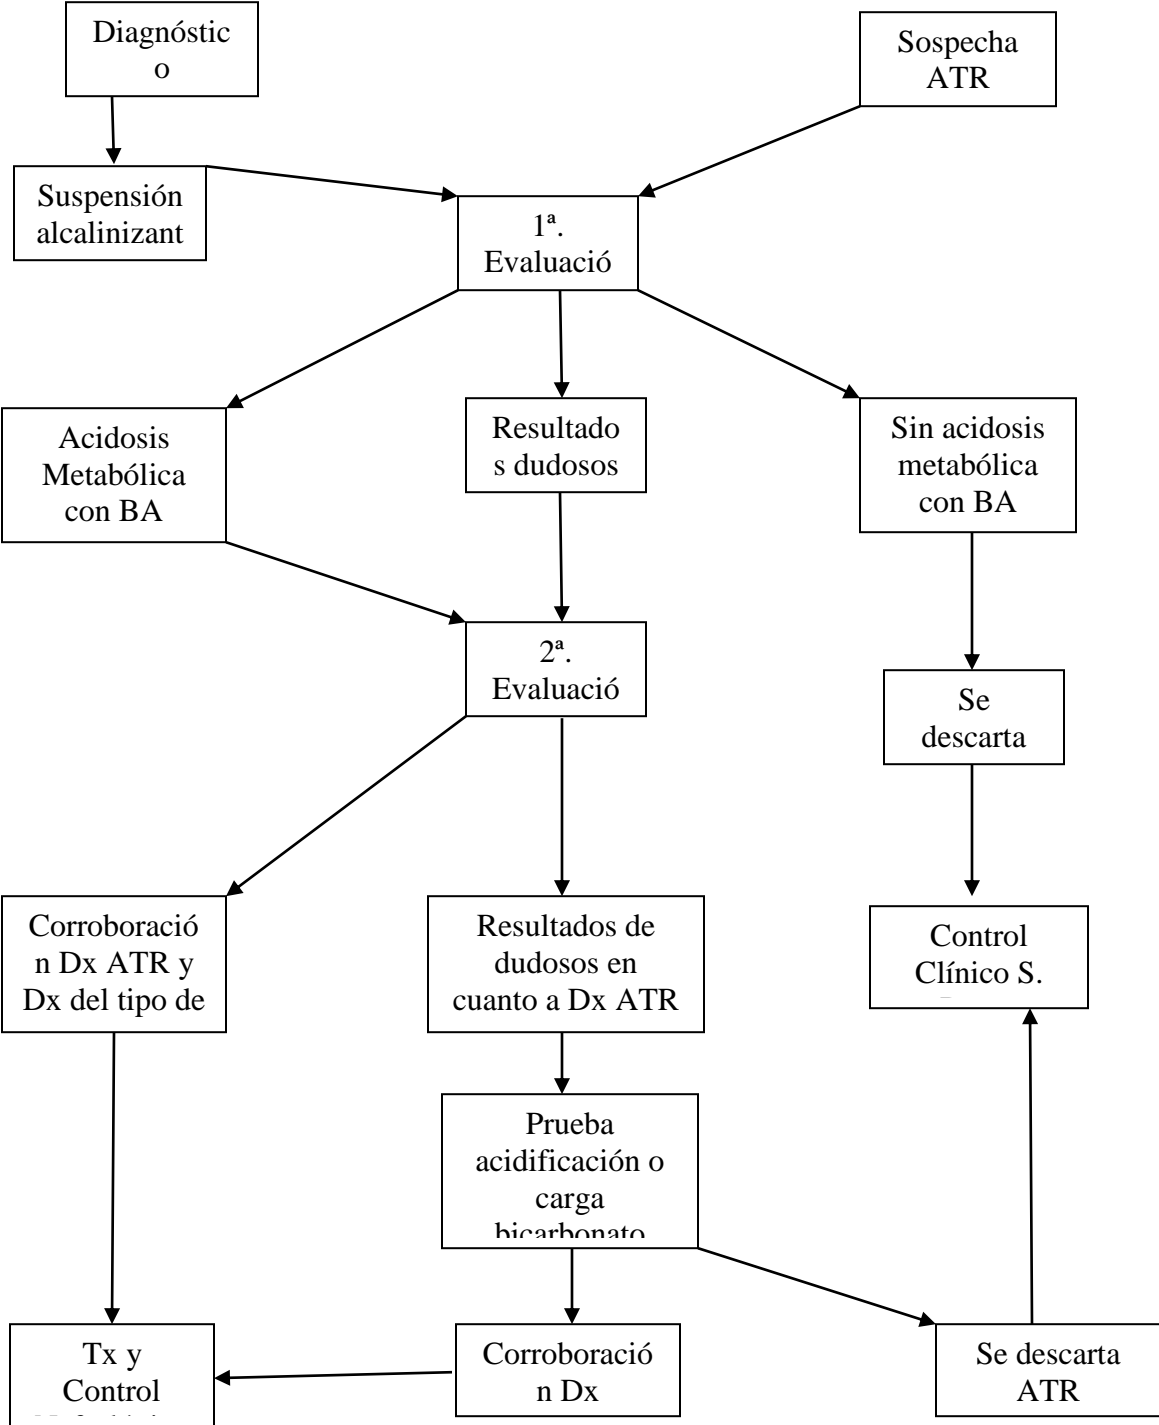 Diagnóstic
o
Sospecha
ATR
Suspensión
alcalinizant
1ª.
Evaluació
Acidosis
Metabólica
con BA
Resultado
s dudosos
Sin acidosis
metabólica
con BA
2ª.
Evaluació
Se
descarta
Corroboració
n Dx ATR y
Dx del tipo de
Resultados de
dudosos en
cuanto a Dx ATR
Control
Clínico S.
Prueba
acidificación o
carga
bicarbonato
Tx y
Control
Corroboració
n Dx
Se descarta
ATR